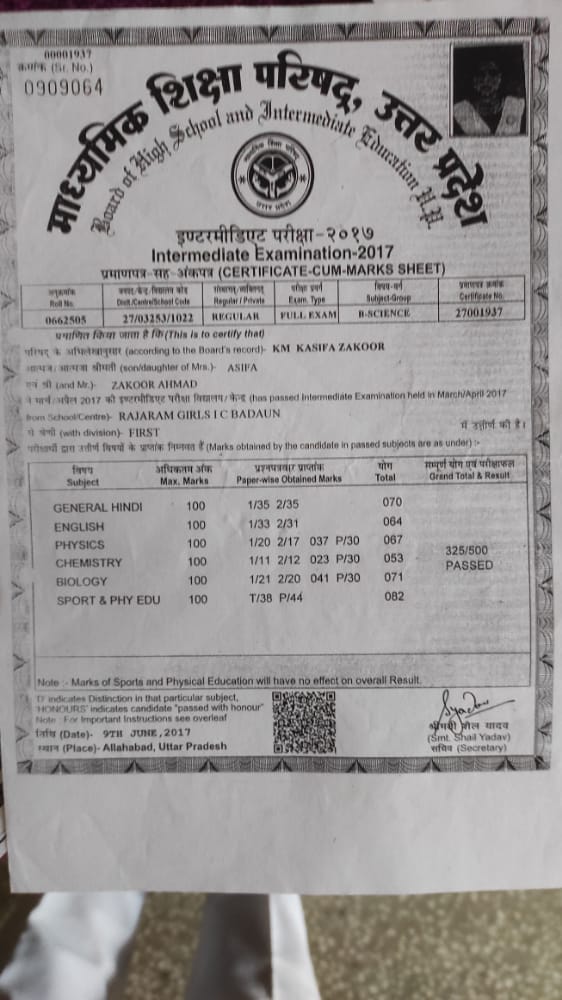 00001937
क्रमांक (Sr. No.)
0909064
माध्यमिक शिक्षा परिषद्, उत्तर प्रदेश
Board of High School and Intermediate Education U.P.
इण्टरमीडिएट परीक्षा-२०१७
Intermediate Examination-2017
प्रमाणपत्र-सह-अंकपत्र (CERTIFICATE-CUM-MARKS SHEET)
अनुक्रमांक
Roll No.
जनपद/केन्द्र/विद्यालय कोड
Distt./Centre/School Code
संस्थागत/व्यक्तिगत
Regular / Private
परीक्षा प्रवर्ग
Exam. Type
विषय-वर्ग
Subject-Group
प्रमाणपत्र क्रमांक
Certificate No.
0662505 27/03253/1022 REGULAR FULL EXAM B-SCIENCE 27001937
प्रमाणित किया जाता है कि (This is to certify that)
परिषद् के अभिलेखानुसार (according to the Board's record)- KM KASIFA ZAKOOR
आत्मज/आत्मजा श्रीमती (son/daughter of Mrs.)- ASIFA
एवं श्री (and Mr.)- ZAKOOR AHMAD
ने मार्च/अप्रैल 2017 की इण्टरमीडिएट परीक्षा विद्यालय/ केन्द्र (has passed Intermediate Examination held in March/April 2017
from School/Centre)- RAJARAM GIRLS I C BADAUN में उत्तीर्ण की है।
में श्रेणी (with division)- FIRST
परीक्षार्थी द्वारा उत्तीर्ण विषयों के प्राप्तांक निम्नवत हैं (Marks obtained by the candidate in passed subjects are as under) :-
विषय अधिकतम अंक प्रश्नपत्रवार प्राप्तांक योग सम्पूर्ण योग एवं परीक्षाफल
Subject Max. Marks Paper-wise Obtained Marks Total Grand Total & Result
GENERAL HINDI 100 1/35 2/35 070
ENGLISH 100 1/33 2/31 064
PHYSICS 100 1/20 2/17 037 P/30 067
325/500
CHEMISTRY 100 1/11 2/12 023 P/30 053
PASSED
BIOLOGY 100 1/21 2/20 041 P/30 071
SPORT & PHY EDU 100 T/38 P/44 082
Note :- Marks of Sports and Physical Education will have no effect on overall Result.
'D' indicates Distinction in that particular subject,
'HONOURS' indicates candidate "passed with honour"
Note : For Important Instructions see overleaf
तिथि (Date)- 9TH JUNE, 2017
स्थान (Place)- Allahabad, Uttar Pradesh
श्रीमती शैल यादव
(Smt. Shail Yadav)
सचिव (Secretary)